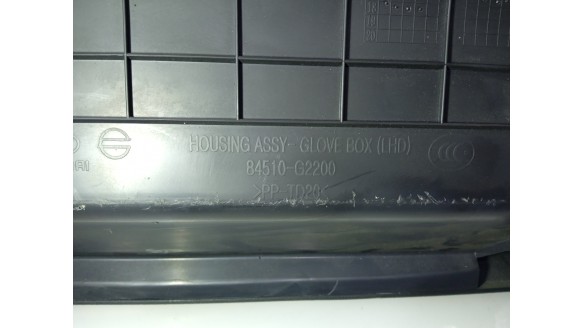 HOUSING ASSY- GLOVE BOX (LHD)
84510-G2200
>PP-TD20<